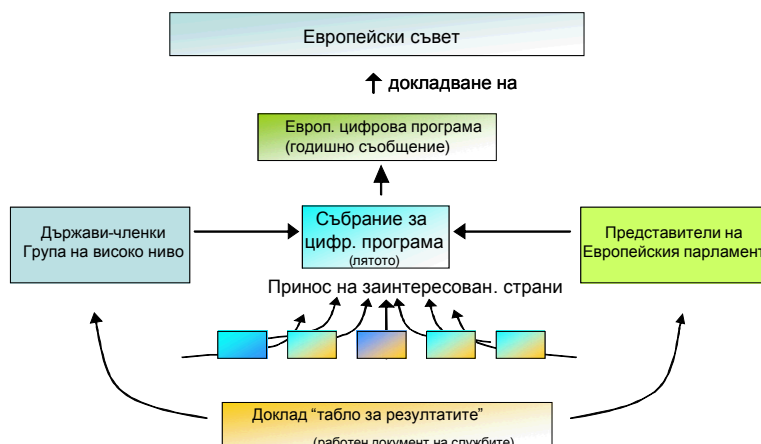 Европейски съвет
докладване на
Европ. цифрова програма
(годишно съобщение)
Държави-членки
Група на високо ниво
Събрание за
цифр. програма
(лятото)
Представители на
Европейския парламент
Принос на заинтересован. страни
Доклад “табло за резултатите”
(работен документ на службите)